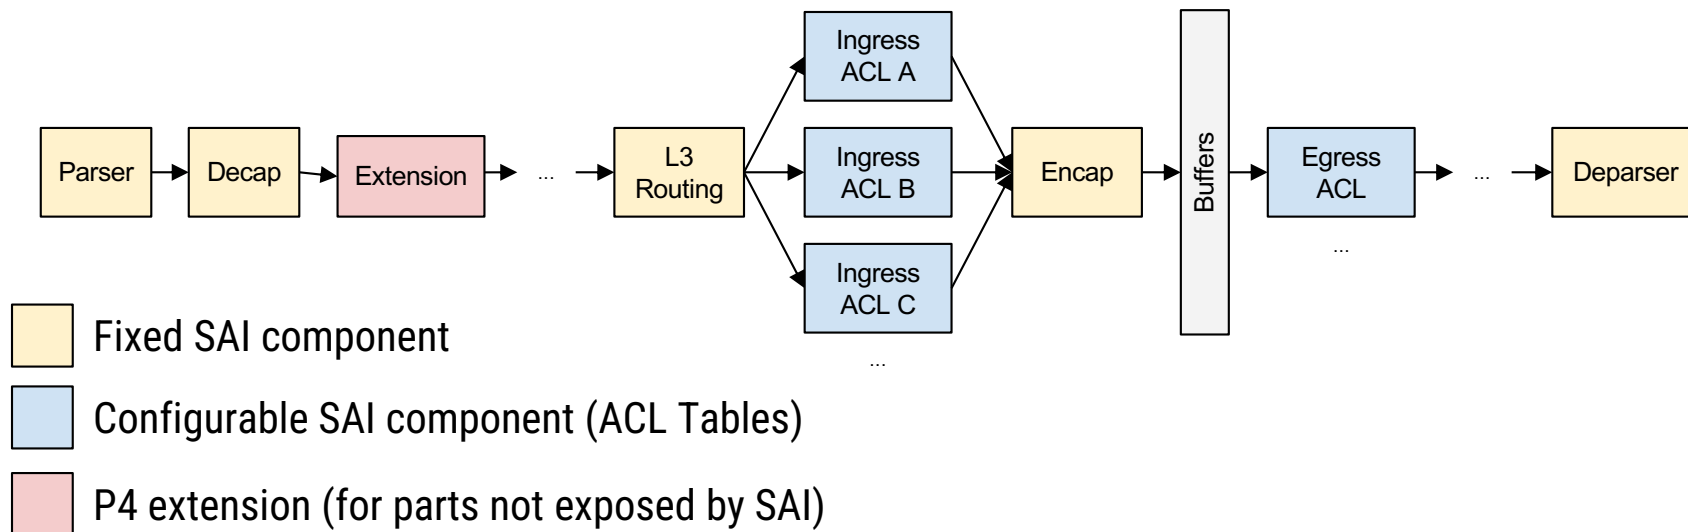 Parser
Decap
Extension
...
L3
Routing
Ingress
ACL A
Ingress
ACL B
Ingress
ACL C
...
Encap
Buffers
Egress
ACL
...
...
Deparser
Fixed SAI component
Configurable SAI component (ACL Tables)
P4 extension (for parts not exposed by SAI)